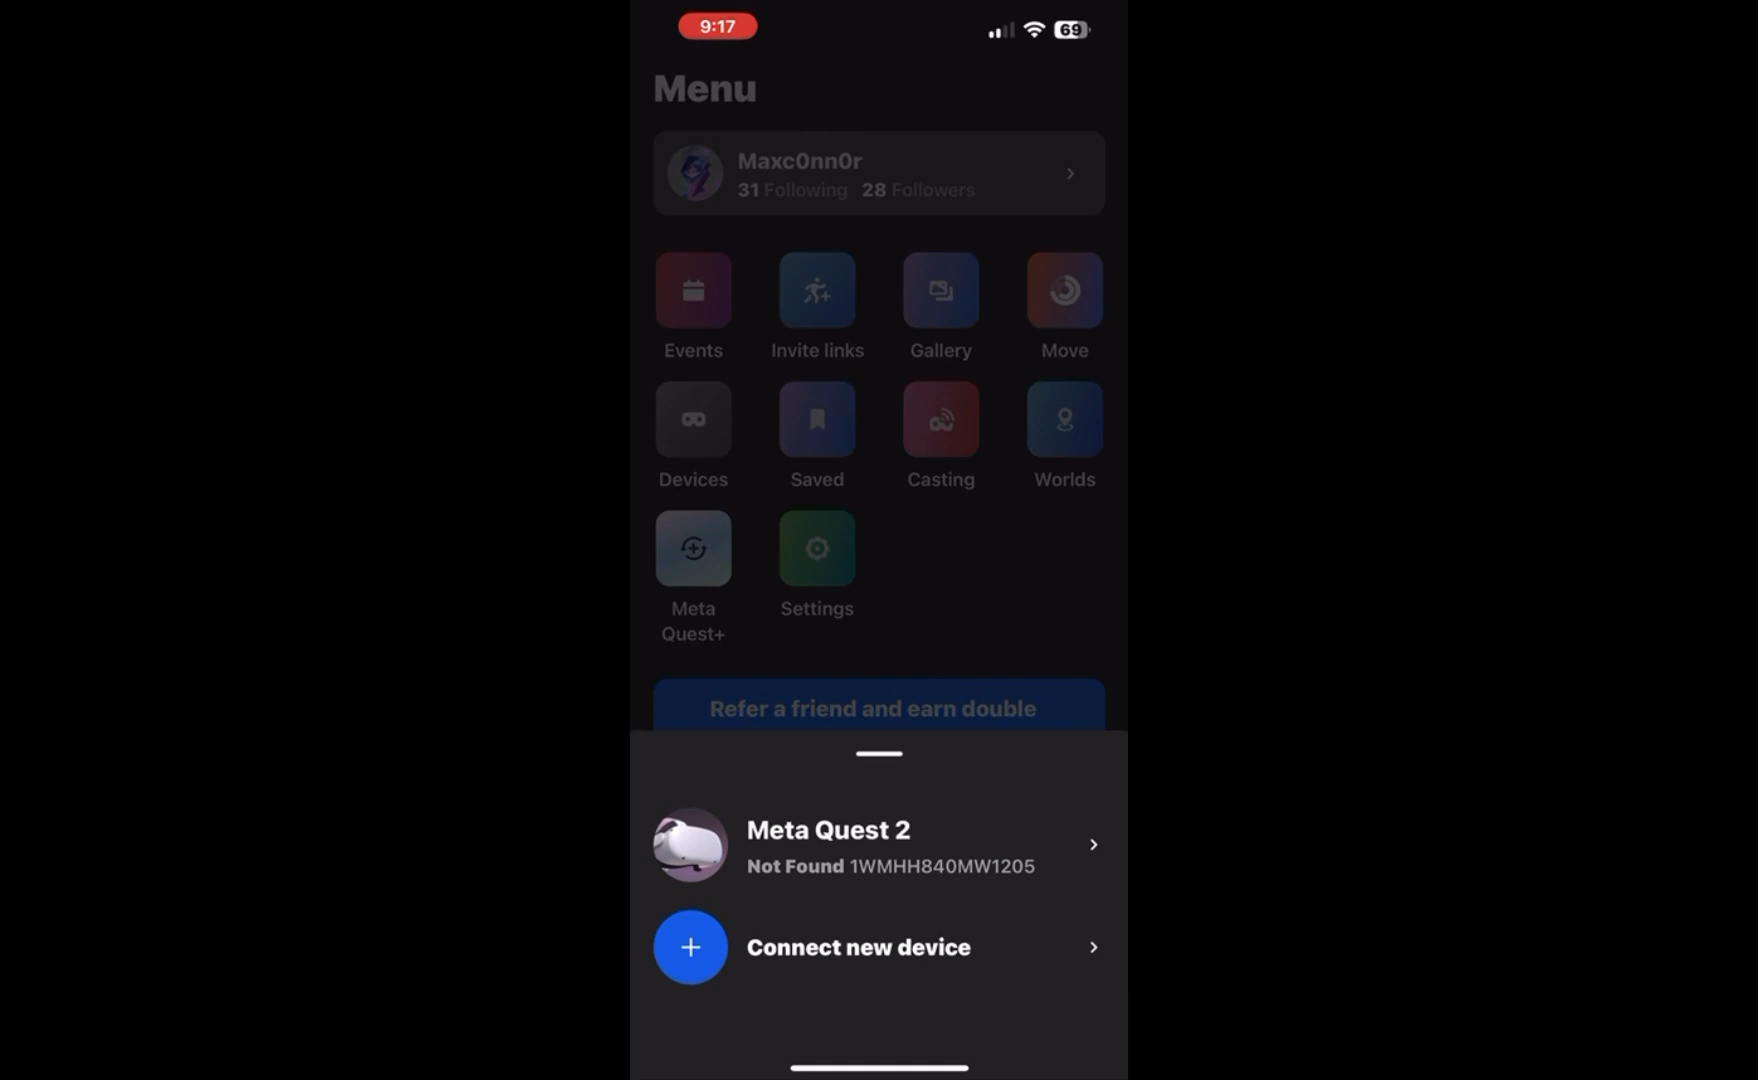 9:17
69
Menu
Maxc0nn0r
31 Following 28 Followers
Events Invite links Gallery Move
Devices Saved Casting Worlds
Meta Quest+ Settings
Refer a friend and earn double
Meta Quest 2
Not Found 1WMHH840MW1205
Connect new device